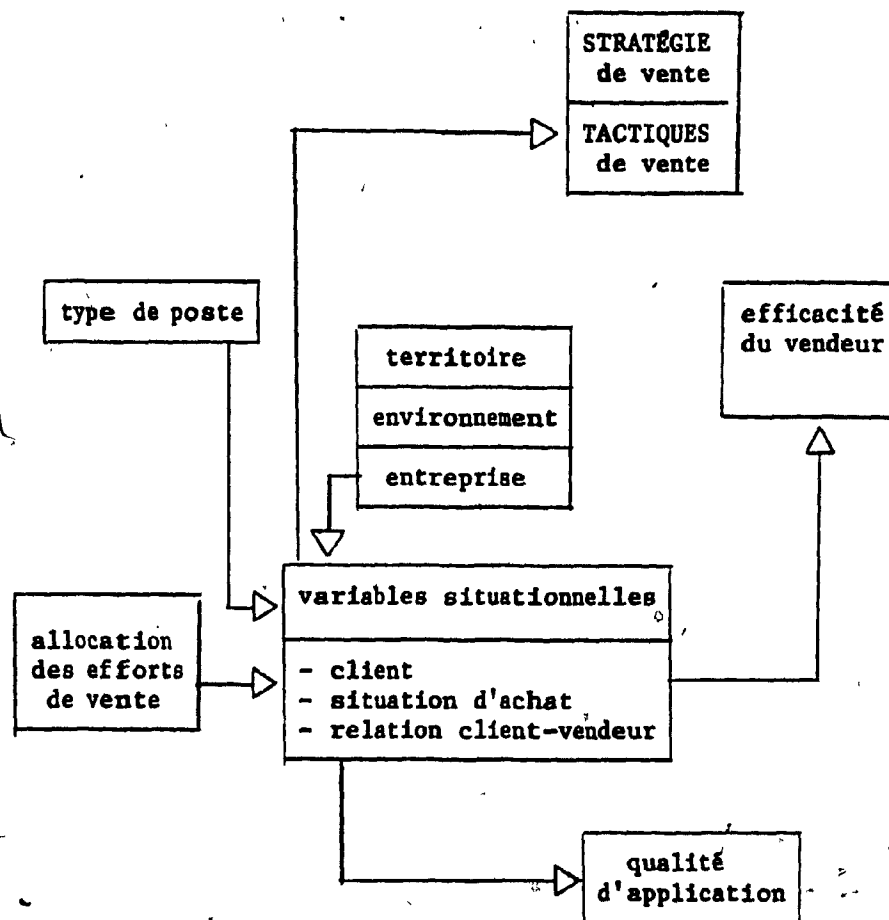 STRATÉGIE
de vente
TACTIQUES
de vente
type de poste
efficacité
du vendeur
territoire
environnement
entreprise
variables situationnelles
allocation
des efforts
de vente
- client
- situation d'achat
- relation client-vendeur
qualité
d'application